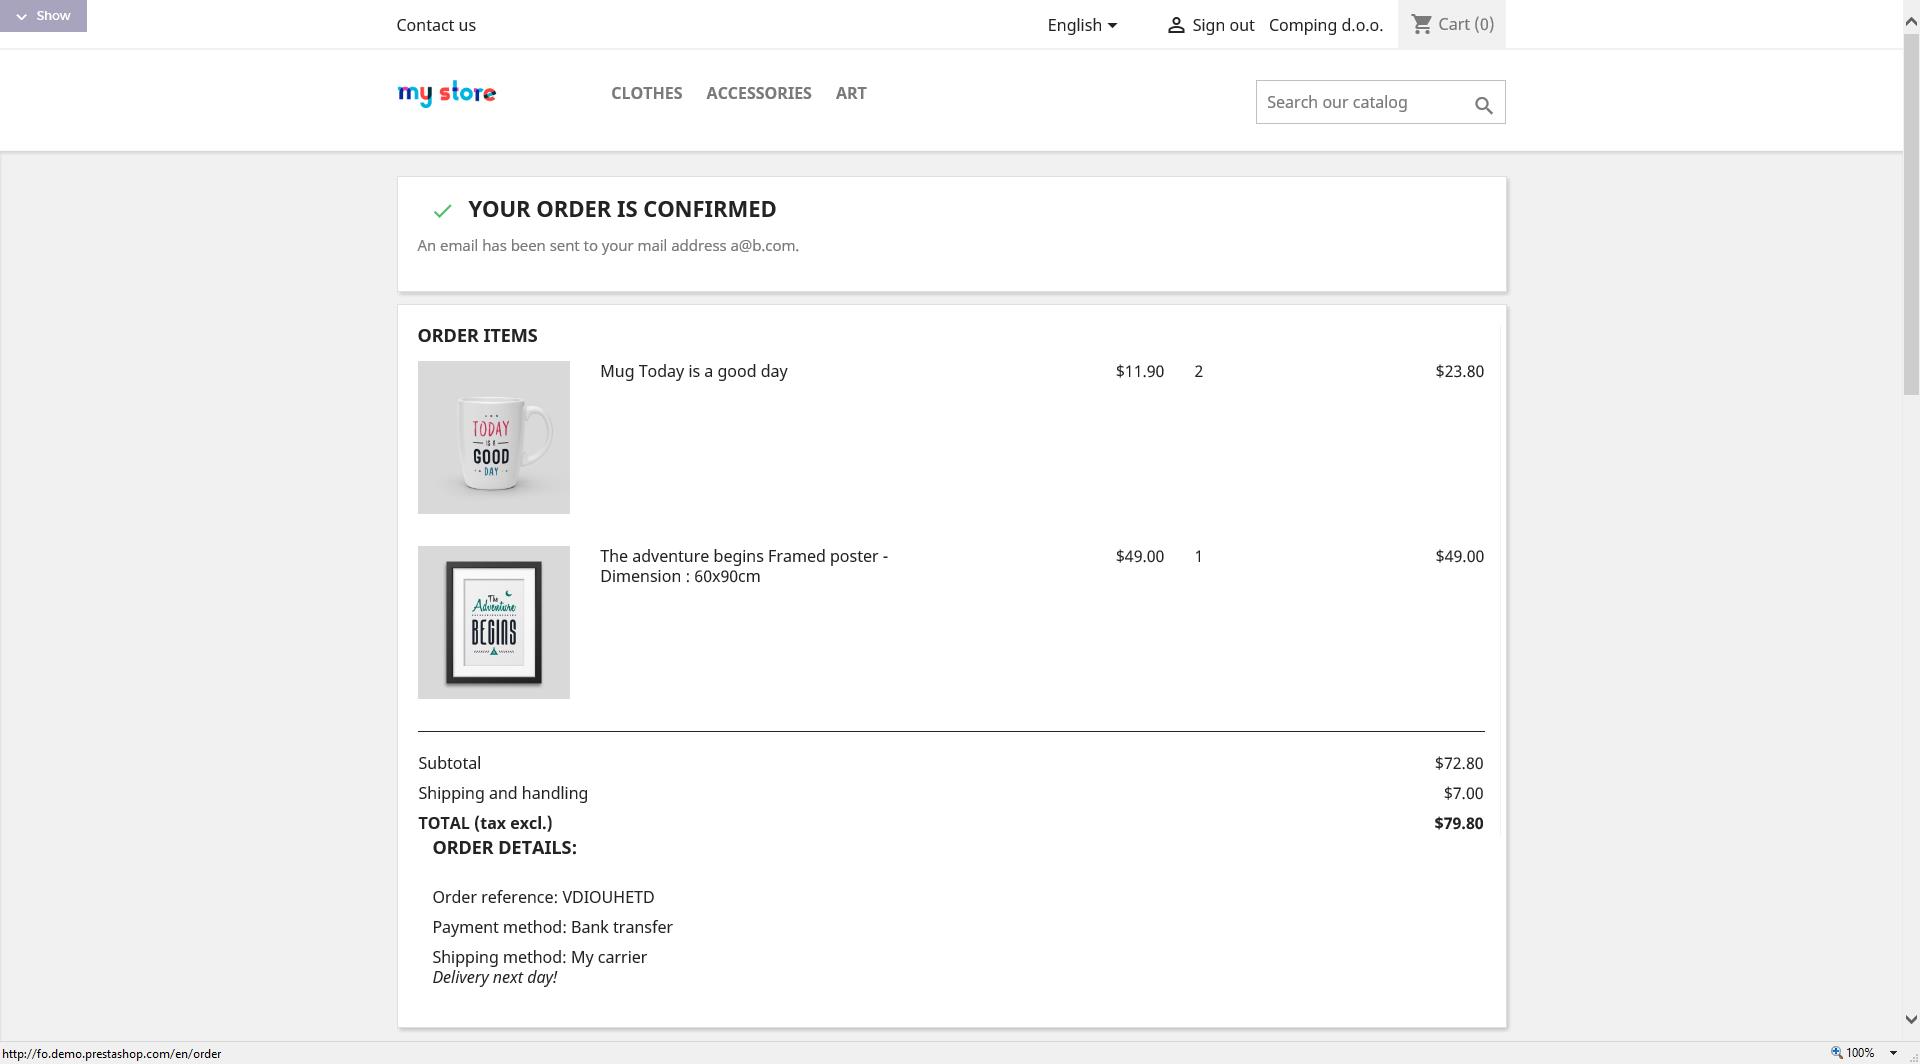 Show
Contact us
English
Sign out
Comping d.o.o.
Cart (0)
my store
CLOTHES
ACCESSORIES
ART
Search our catalog
YOUR ORDER IS CONFIRMED
An email has been sent to your mail address a@b.com.
ORDER ITEMS
TODAY
IS A
GOOD
DAY
Mug Today is a good day
$11.90
2
$23.80
The
Adventure
BEGINS
The adventure begins Framed poster -
Dimension : 60x90cm
$49.00
1
$49.00
Subtotal
$72.80
Shipping and handling
$7.00
TOTAL (tax excl.)
$79.80
ORDER DETAILS:
Order reference: VDIOUHETD
Payment method: Bank transfer
Shipping method: My carrier
Delivery next day!
http://fo.demo.prestashop.com/en/order
100%